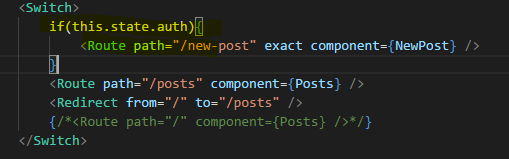 <Switch>
if(this.state.auth){
<Route path="/new-post" exact component={NewPost} />
}
<Route path="/posts" component={Posts} />
<Redirect from="/" to="/posts" />
{/*<Route path="/" component={Posts} />*/}
</Switch>